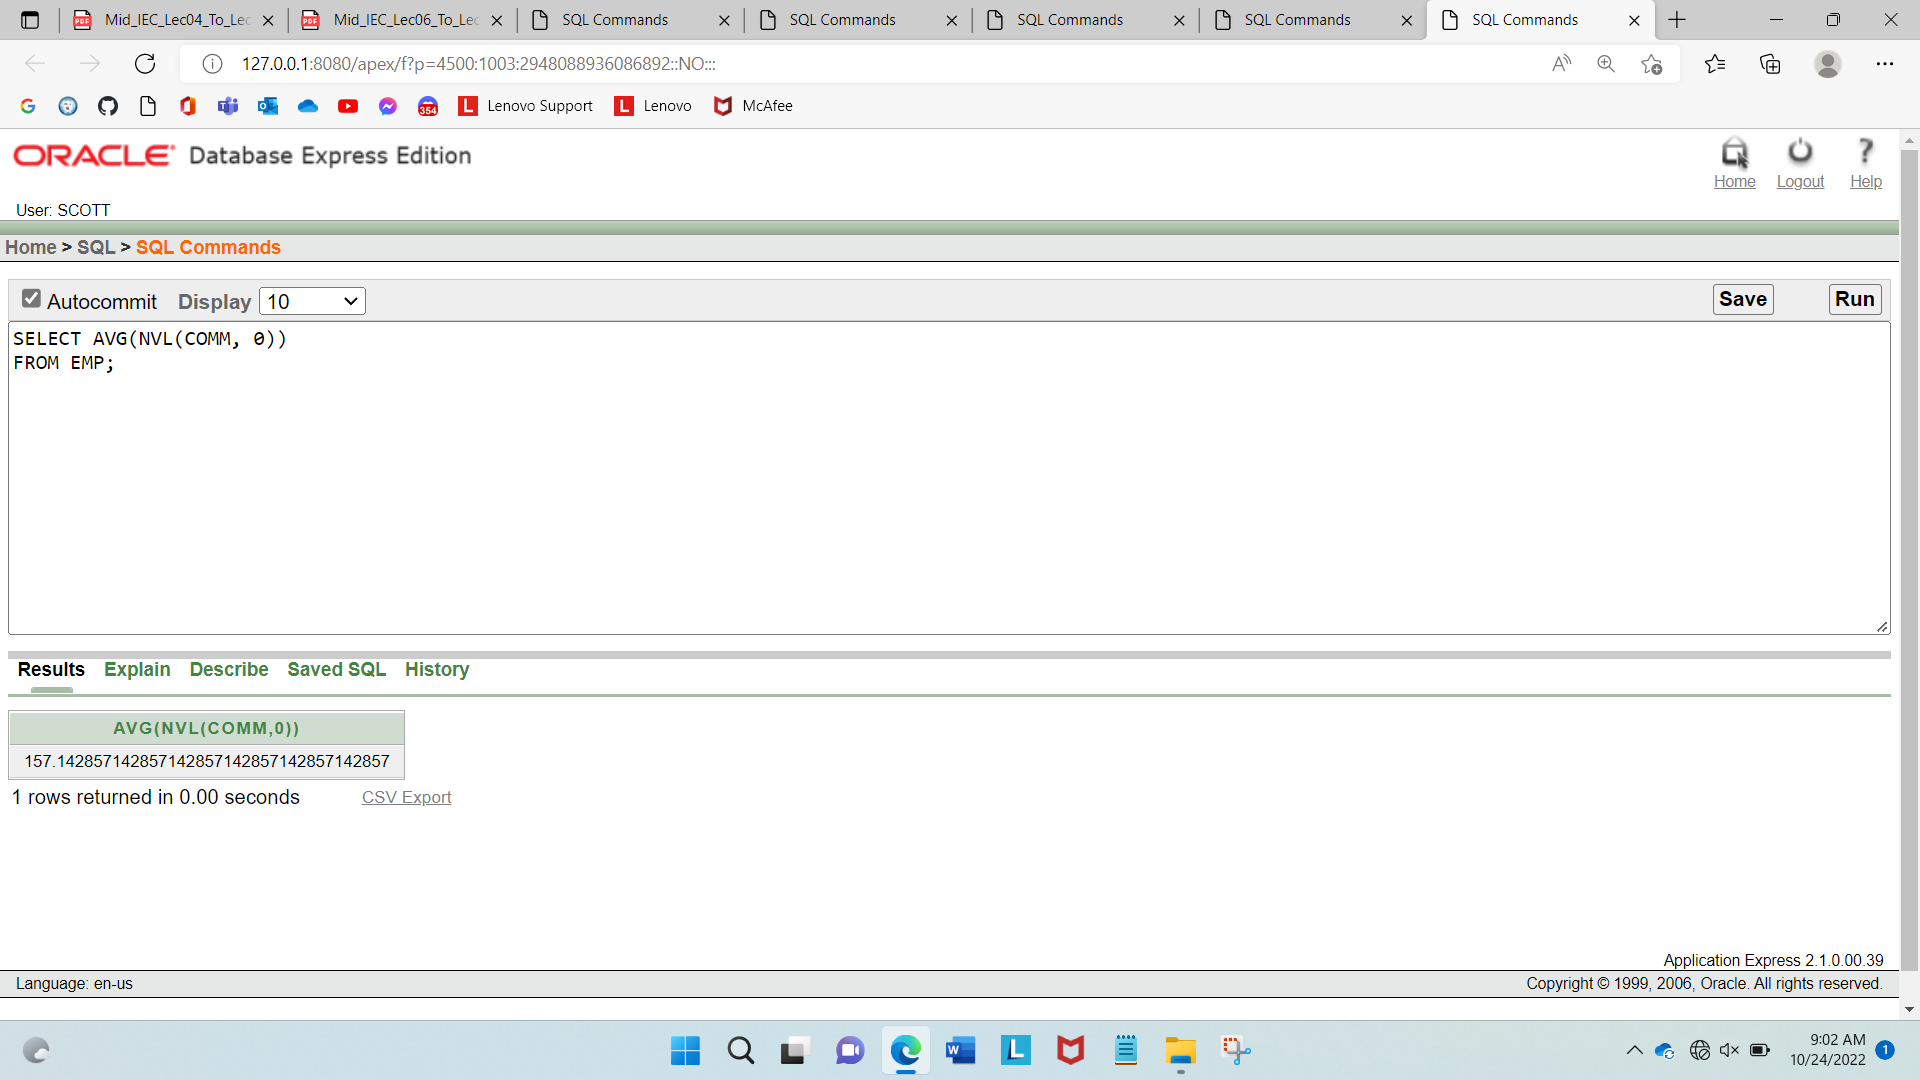 Mid_IEC_Lec04_To_Lec
Mid_IEC_Lec06_To_Lec
SQL Commands
SQL Commands
SQL Commands
SQL Commands
SQL Commands
127.0.0.1:8080/apex/f?p=4500:1003:2948088936086892::NO:::
354
L Lenovo Support
L Lenovo
McAfee
ORACLE Database Express Edition
Home
Logout
Help
User: SCOTT
Home > SQL > SQL Commands
Autocommit Display 10
Save
Run
SELECT AVG(NVL(COMM, 0))
FROM EMP;
Results Explain Describe Saved SQL History
AVG(NVL(COMM,0))
157.142857142857142857142857142857142857
1 rows returned in 0.00 seconds
CSV Export
Application Express 2.1.0.00.39
Language: en-us
Copyright © 1999, 2006, Oracle. All rights reserved.
9:02 AM
10/24/2022
1